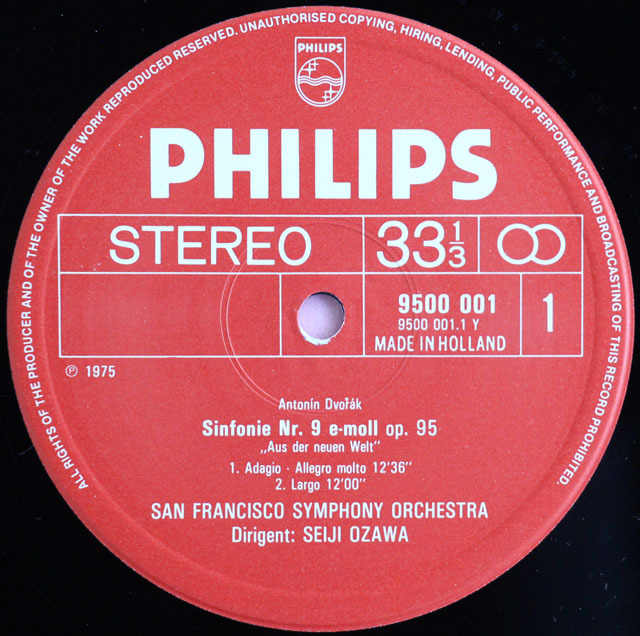 ALL RIGHTS OF THE PRODUCER AND OF THE OWNER OF THE WORK REPRODUCED RESERVED. UNAUTHORISED COPYING, HIRING, LENDING, PUBLIC PERFORMANCE AND BROADCASTING OF THIS RECORD PROHIBITED.
PHILIPS
PHILIPS
STEREO
33 1/3
9500 001
9500 001.1 Y
MADE IN HOLLAND
1
℗ 1975
Antonín Dvořák
Sinfonie Nr. 9 e-moll op. 95
„Aus der neuen Welt“
1. Adagio · Allegro molto 12'36"
2. Largo 12'00"
SAN FRANCISCO SYMPHONY ORCHESTRA
Dirigent: SEIJI OZAWA